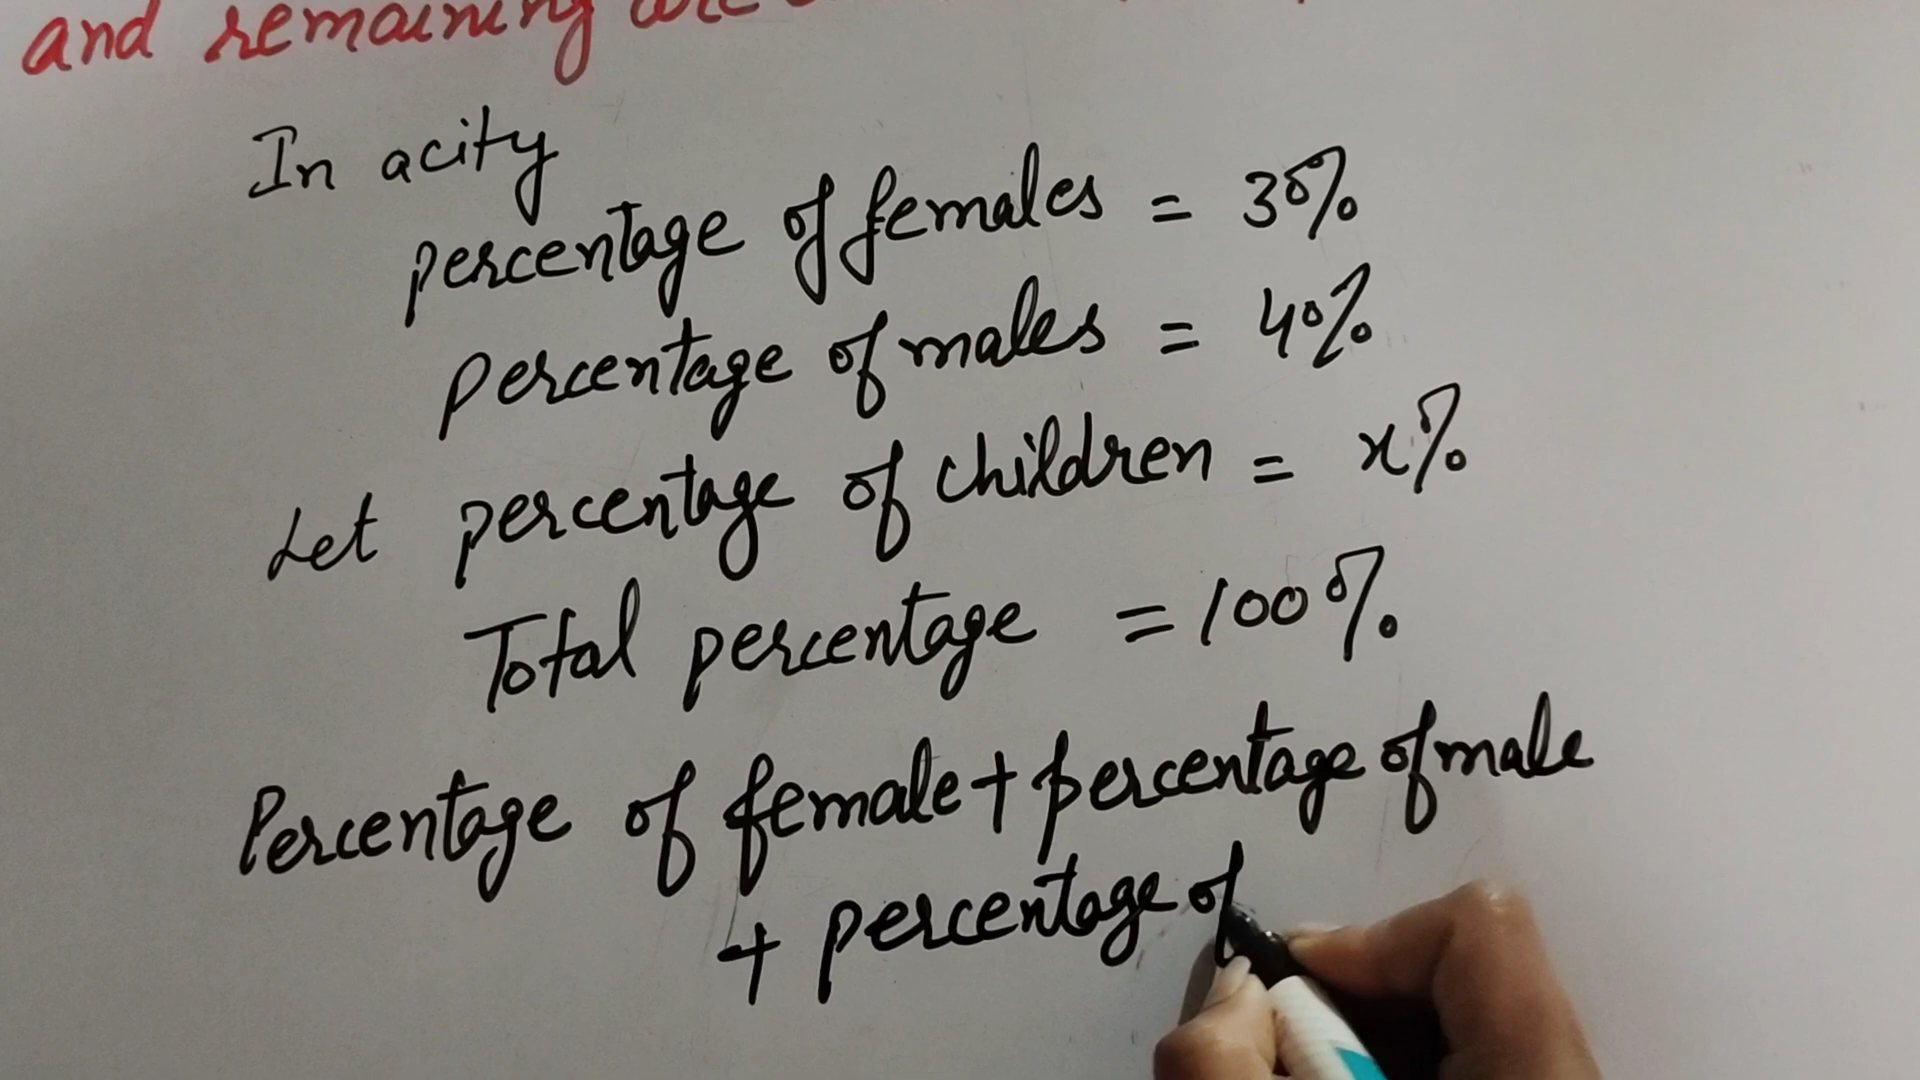 and remaining are
In acity
percentage of females = 30%
percentage of males = 40%
Let percentage of children = x%
Total percentage = 100%
Percentage of female + percentage of male
+ percentage of